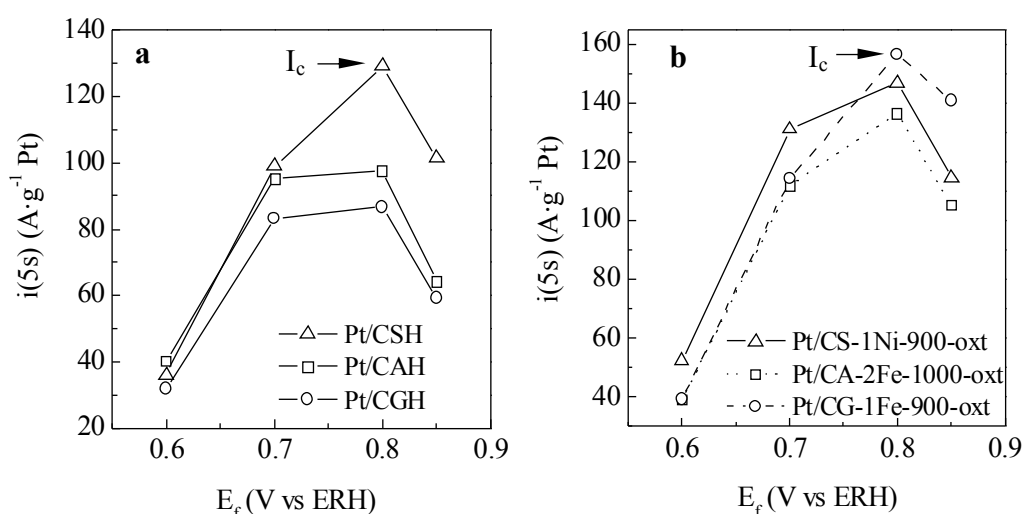 a
I_c
i(5s) (A·g⁻¹ Pt)
140
120
100
80
60
40
20
0.6 0.7 0.8 0.9
E_f (V vs ERH)
Pt/CSH
Pt/CAH
Pt/CGH
b
I_c
i(5s) (A·g⁻¹ Pt)
160
140
120
100
80
60
40
0.6 0.7 0.8 0.9
E_f (V vs ERH)
Pt/CS-1Ni-900-oxt
Pt/CA-2Fe-1000-oxt
Pt/CG-1Fe-900-oxt